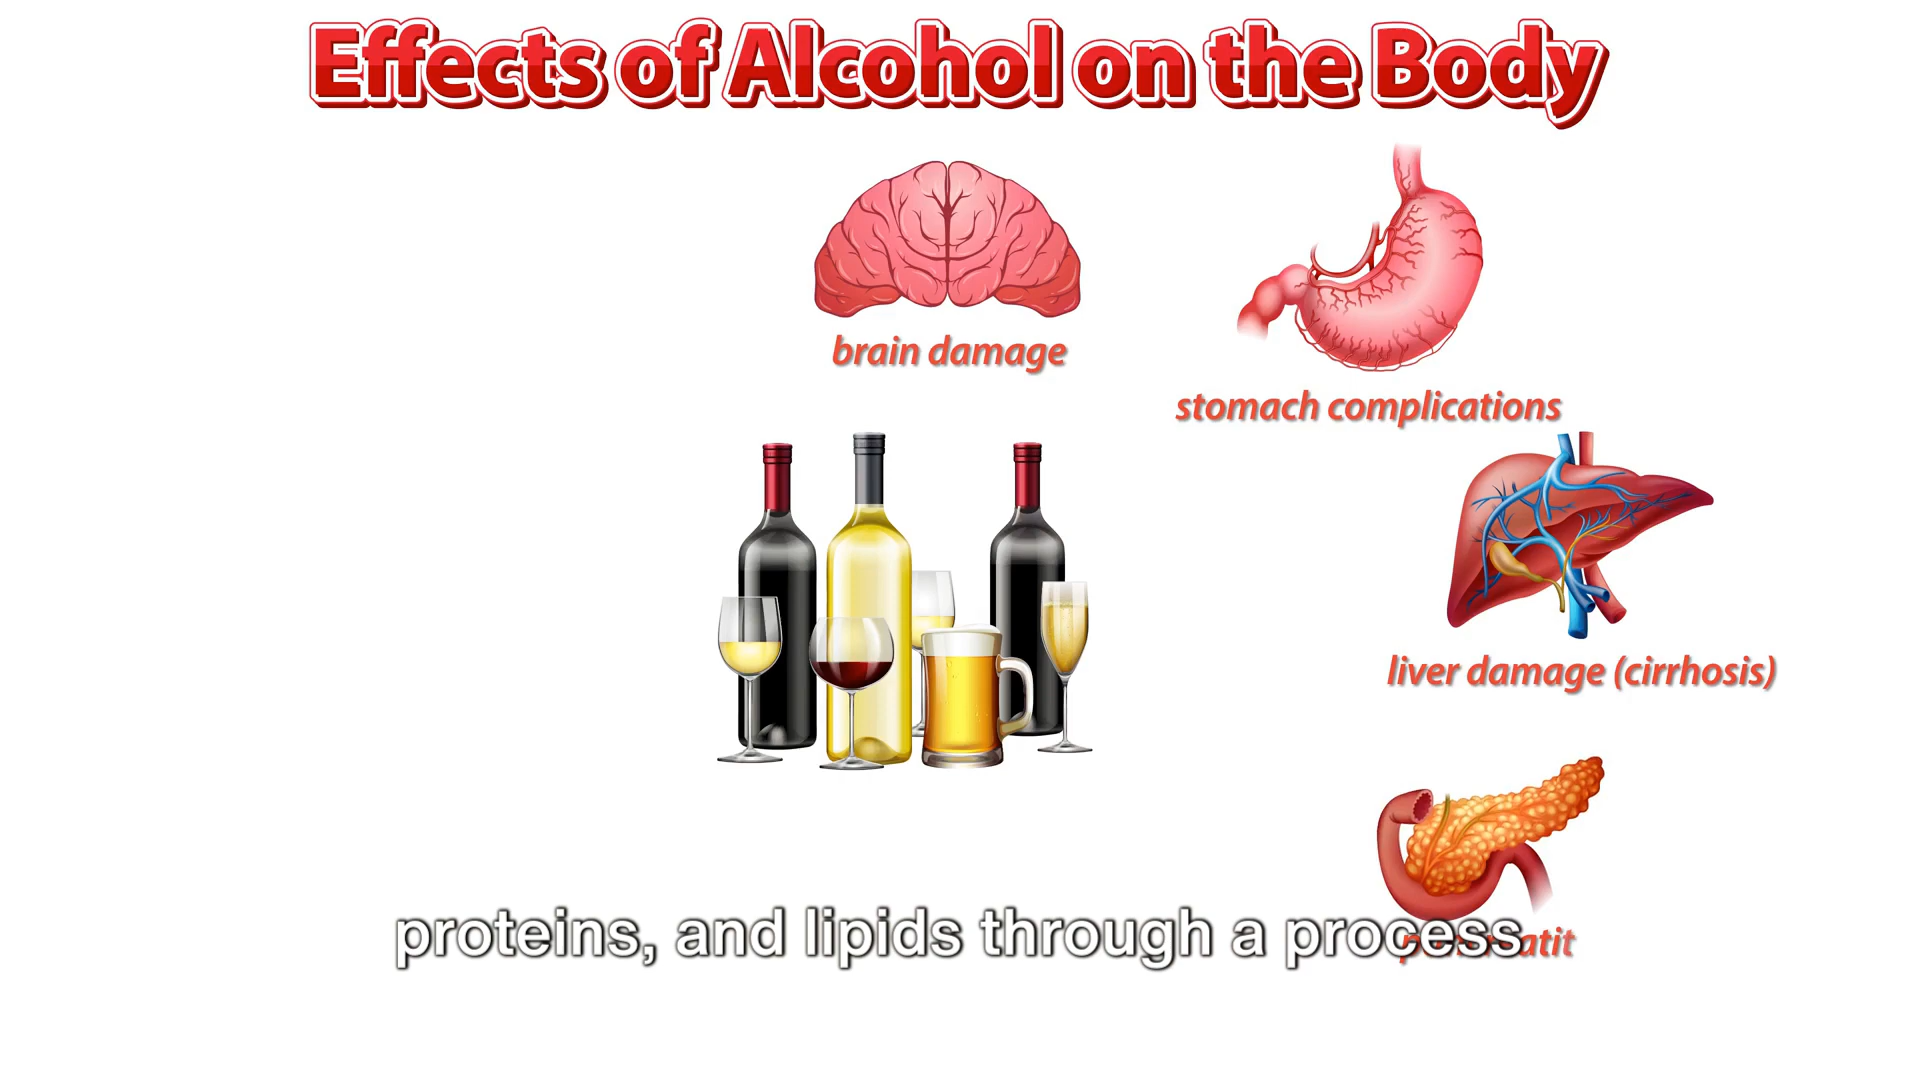 Effects of Alcohol on the Body
brain damage
stomach complications
liver damage (cirrhosis)
proteins, and lipids through a process